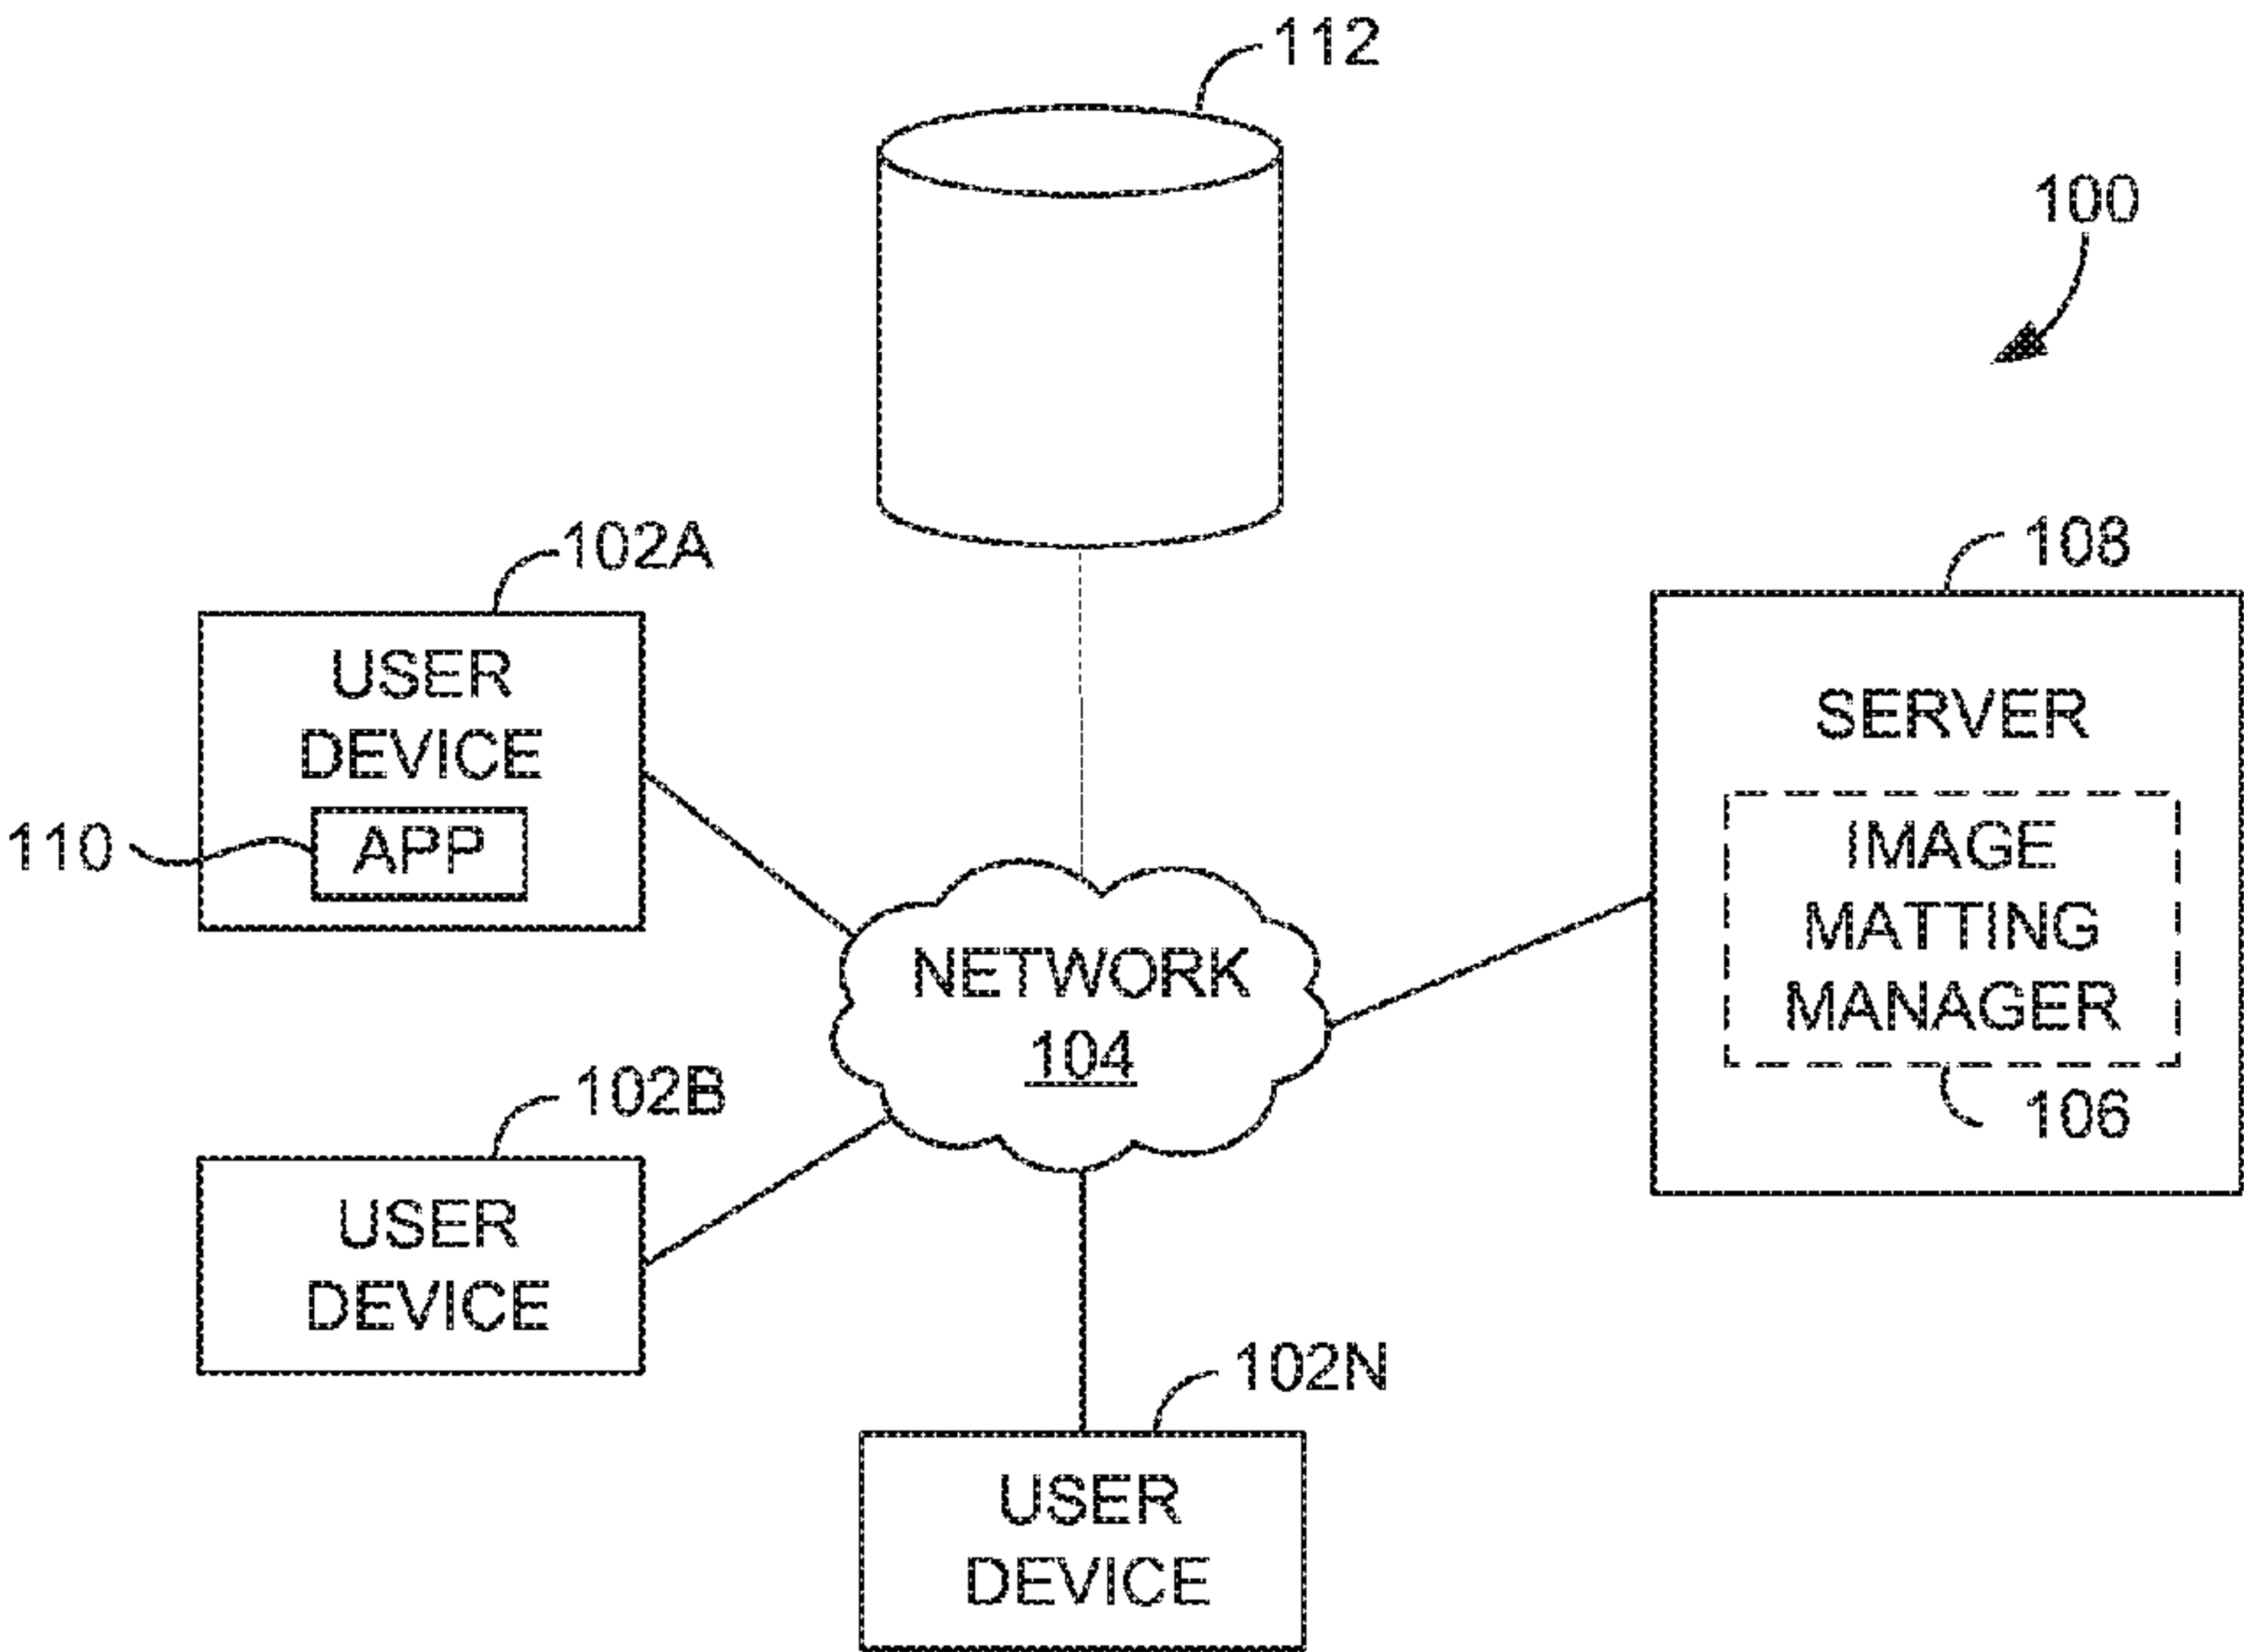 112
100
102A
USER
DEVICE
110
APP
108
SERVER
IMAGE
MATTING
MANAGER
106
NETWORK
104
102B
USER
DEVICE
102N
USER
DEVICE